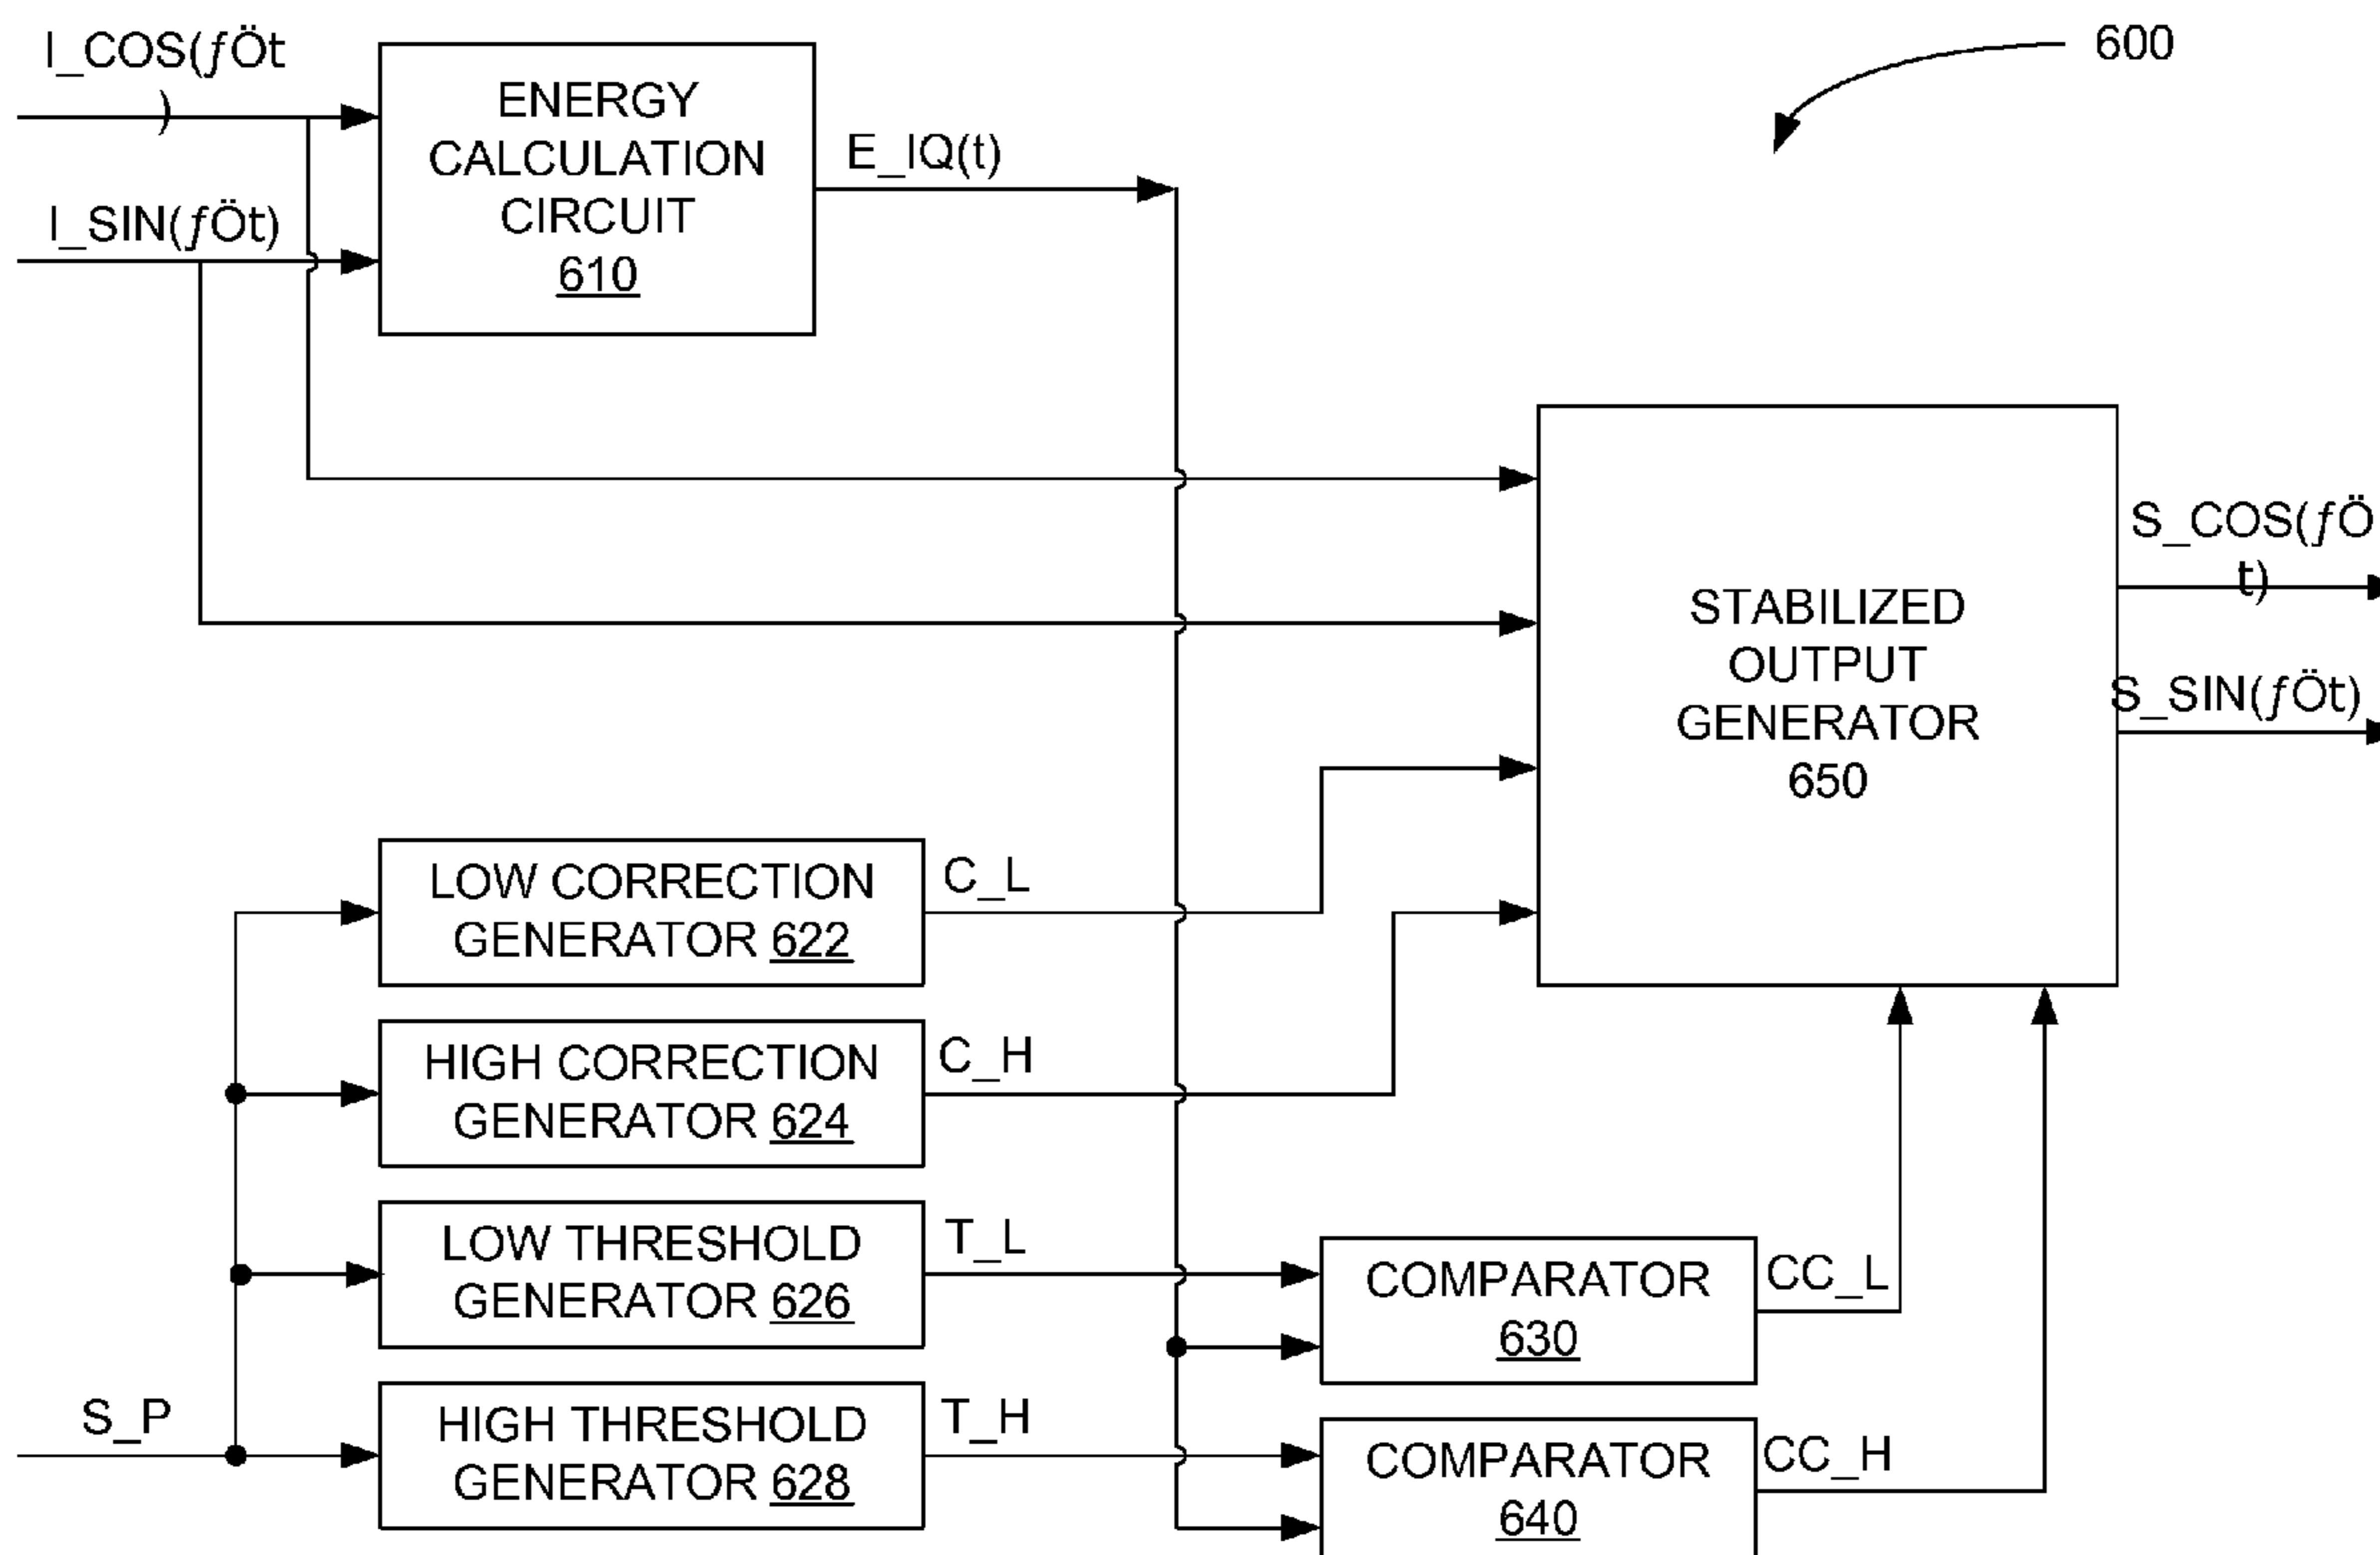 I_COS(ƒÖt
)
ENERGY
CALCULATION
CIRCUIT
610
I_SIN(ƒÖt)
E_IQ(t)
600
STABILIZED
OUTPUT
GENERATOR
650
S_COS(ƒÖ
t)
S_SIN(ƒÖt)
LOW CORRECTION
GENERATOR 622
C_L
HIGH CORRECTION
GENERATOR 624
C_H
LOW THRESHOLD
GENERATOR 626
T_L
COMPARATOR
630
CC_L
S_P
HIGH THRESHOLD
GENERATOR 628
T_H
COMPARATOR
640
CC_H